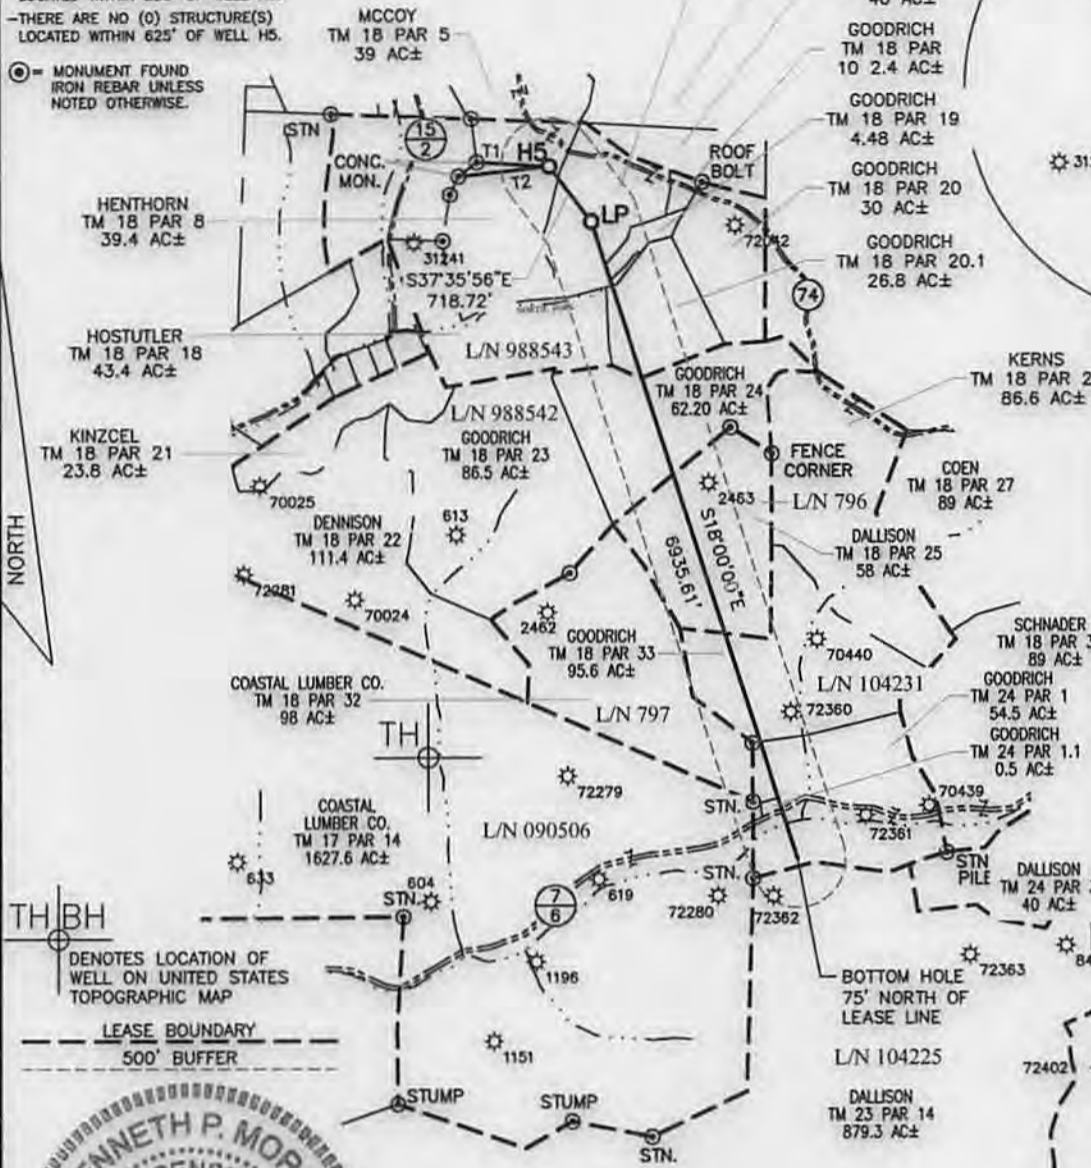 -THERE ARE NO (0) STRUCTURE(S)
LOCATED WITHIN 625' OF WELL H5.
= MONUMENT FOUND
IRON REBAR UNLESS
NOTED OTHERWISE.
MCCOY
TM 18 PAR 5
39 AC±
GOODRICH
TM 18 PAR
10 2.4 AC±
GOODRICH
TM 18 PAR 19
4.48 AC±
GOODRICH
TM 18 PAR 20
30 AC±
GOODRICH
TM 18 PAR 20.1
26.8 AC±
STN
15
2
CONC.
MON.
T1
T2
H5
LP
ROOF
BOLT
72042
74
HENTHORN
TM 18 PAR 8
39.4 AC±
31241
S37°35'56"E
718.72'
HOSTUTLER
TM 18 PAR 18
43.4 AC±
L/N 988543
L/N 988542
KINZCEL
TM 18 PAR 21
23.8 AC±
GOODRICH
TM 18 PAR 24
62.20 AC±
KERNS
TM 18 PAR
86.6 AC±
GOODRICH
TM 18 PAR 23
86.5 AC±
FENCE
CORNER
COEN
TM 18 PAR 27
89 AC±
70025
613
2463
L/N 796
DENNISON
TM 18 PAR 22
111.4 AC±
DALLISON
TM 18 PAR 25
58 AC±
NORTH
S18°00'00"E
6935.61'
72281
70024
2462
GOODRICH
TM 18 PAR 33
95.6 AC±
70440
SCHNADER
TM 18 PAR
89 AC±
COASTAL LUMBER CO.
TM 18 PAR 32
98 AC±
L/N 797
L/N 104231
72360
GOODRICH
TM 24 PAR 1
54.5 AC±
GOODRICH
TM 24 PAR 1.1
0.5 AC±
TH
72279
STN.
70439
72361
COASTAL
LUMBER CO.
TM 17 PAR 14
1627.6 AC±
L/N 090506
633
604
STN.
619
7
6
STN.
72280
72362
STN
PILE
DALLISON
TM 24 PAR
40 AC±
TH BH
DENOTES LOCATION OF
WELL ON UNITED STATES
TOPOGRAPHIC MAP
1196
72363
BOTTOM HOLE
75' NORTH OF
LEASE LINE
LEASE BOUNDARY
500' BUFFER
1151
L/N 104225
72402
STUMP
STUMP
STN.
DALLISON
TM 23 PAR 14
879.3 AC±